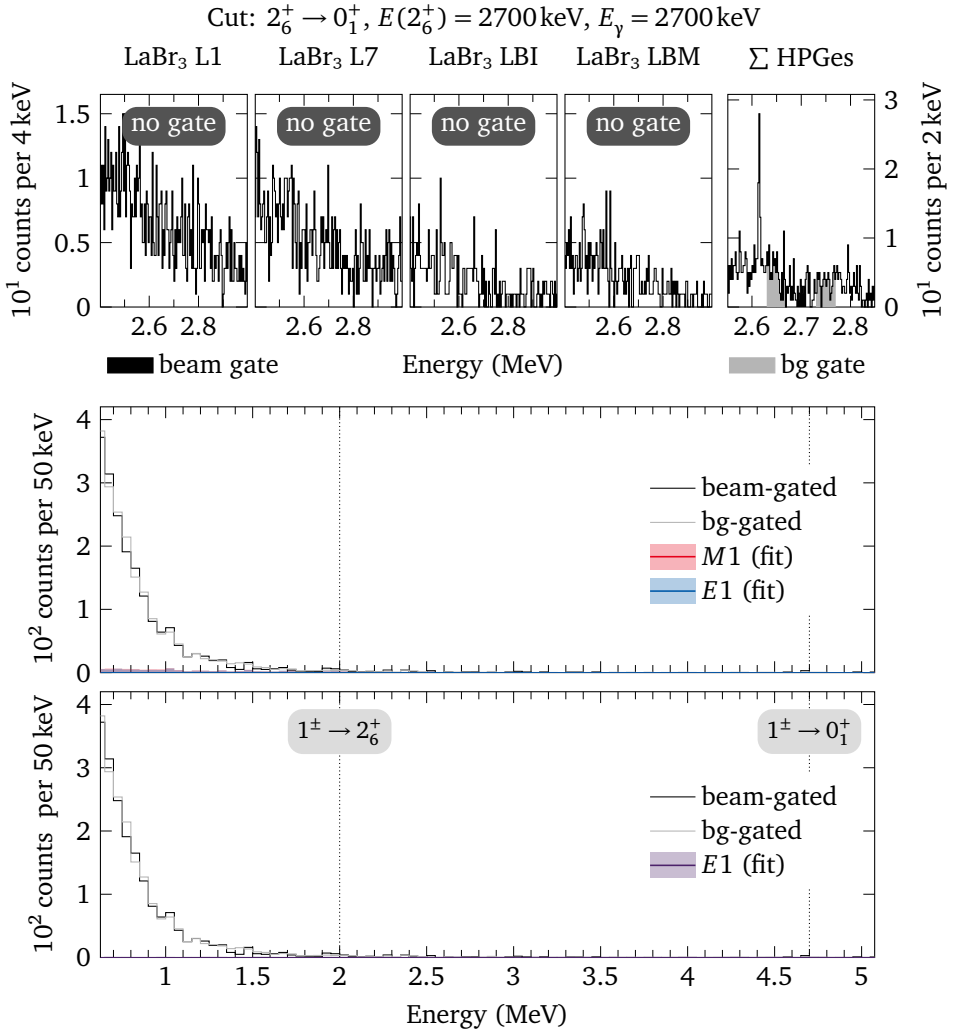 Cut: 2₆⁺ → 0₁⁺, E(2₆⁺) = 2700 keV, Eᵧ = 2700 keV
LaBr₃ L1 LaBr₃ L7 LaBr₃ LBI LaBr₃ LBM ∑ HPGes
no gate no gate no gate no gate
10¹ counts per 4 keV
1.5
1
0.5
0
3
2
1
0
10¹ counts per 2 keV
2.6 2.8 2.6 2.8 2.6 2.8 2.6 2.8 2.6 2.7 2.8
beam gate Energy (MeV) bg gate
10² counts per 50 keV
4
3
2
1
0
beam-gated
bg-gated
M1 (fit)
E1 (fit)
10² counts per 50 keV
4
3
2
1
0
1± → 2₆⁺ 1± → 0₁⁺
beam-gated
bg-gated
E1 (fit)
1 1.5 2 2.5 3 3.5 4 4.5 5
Energy (MeV)